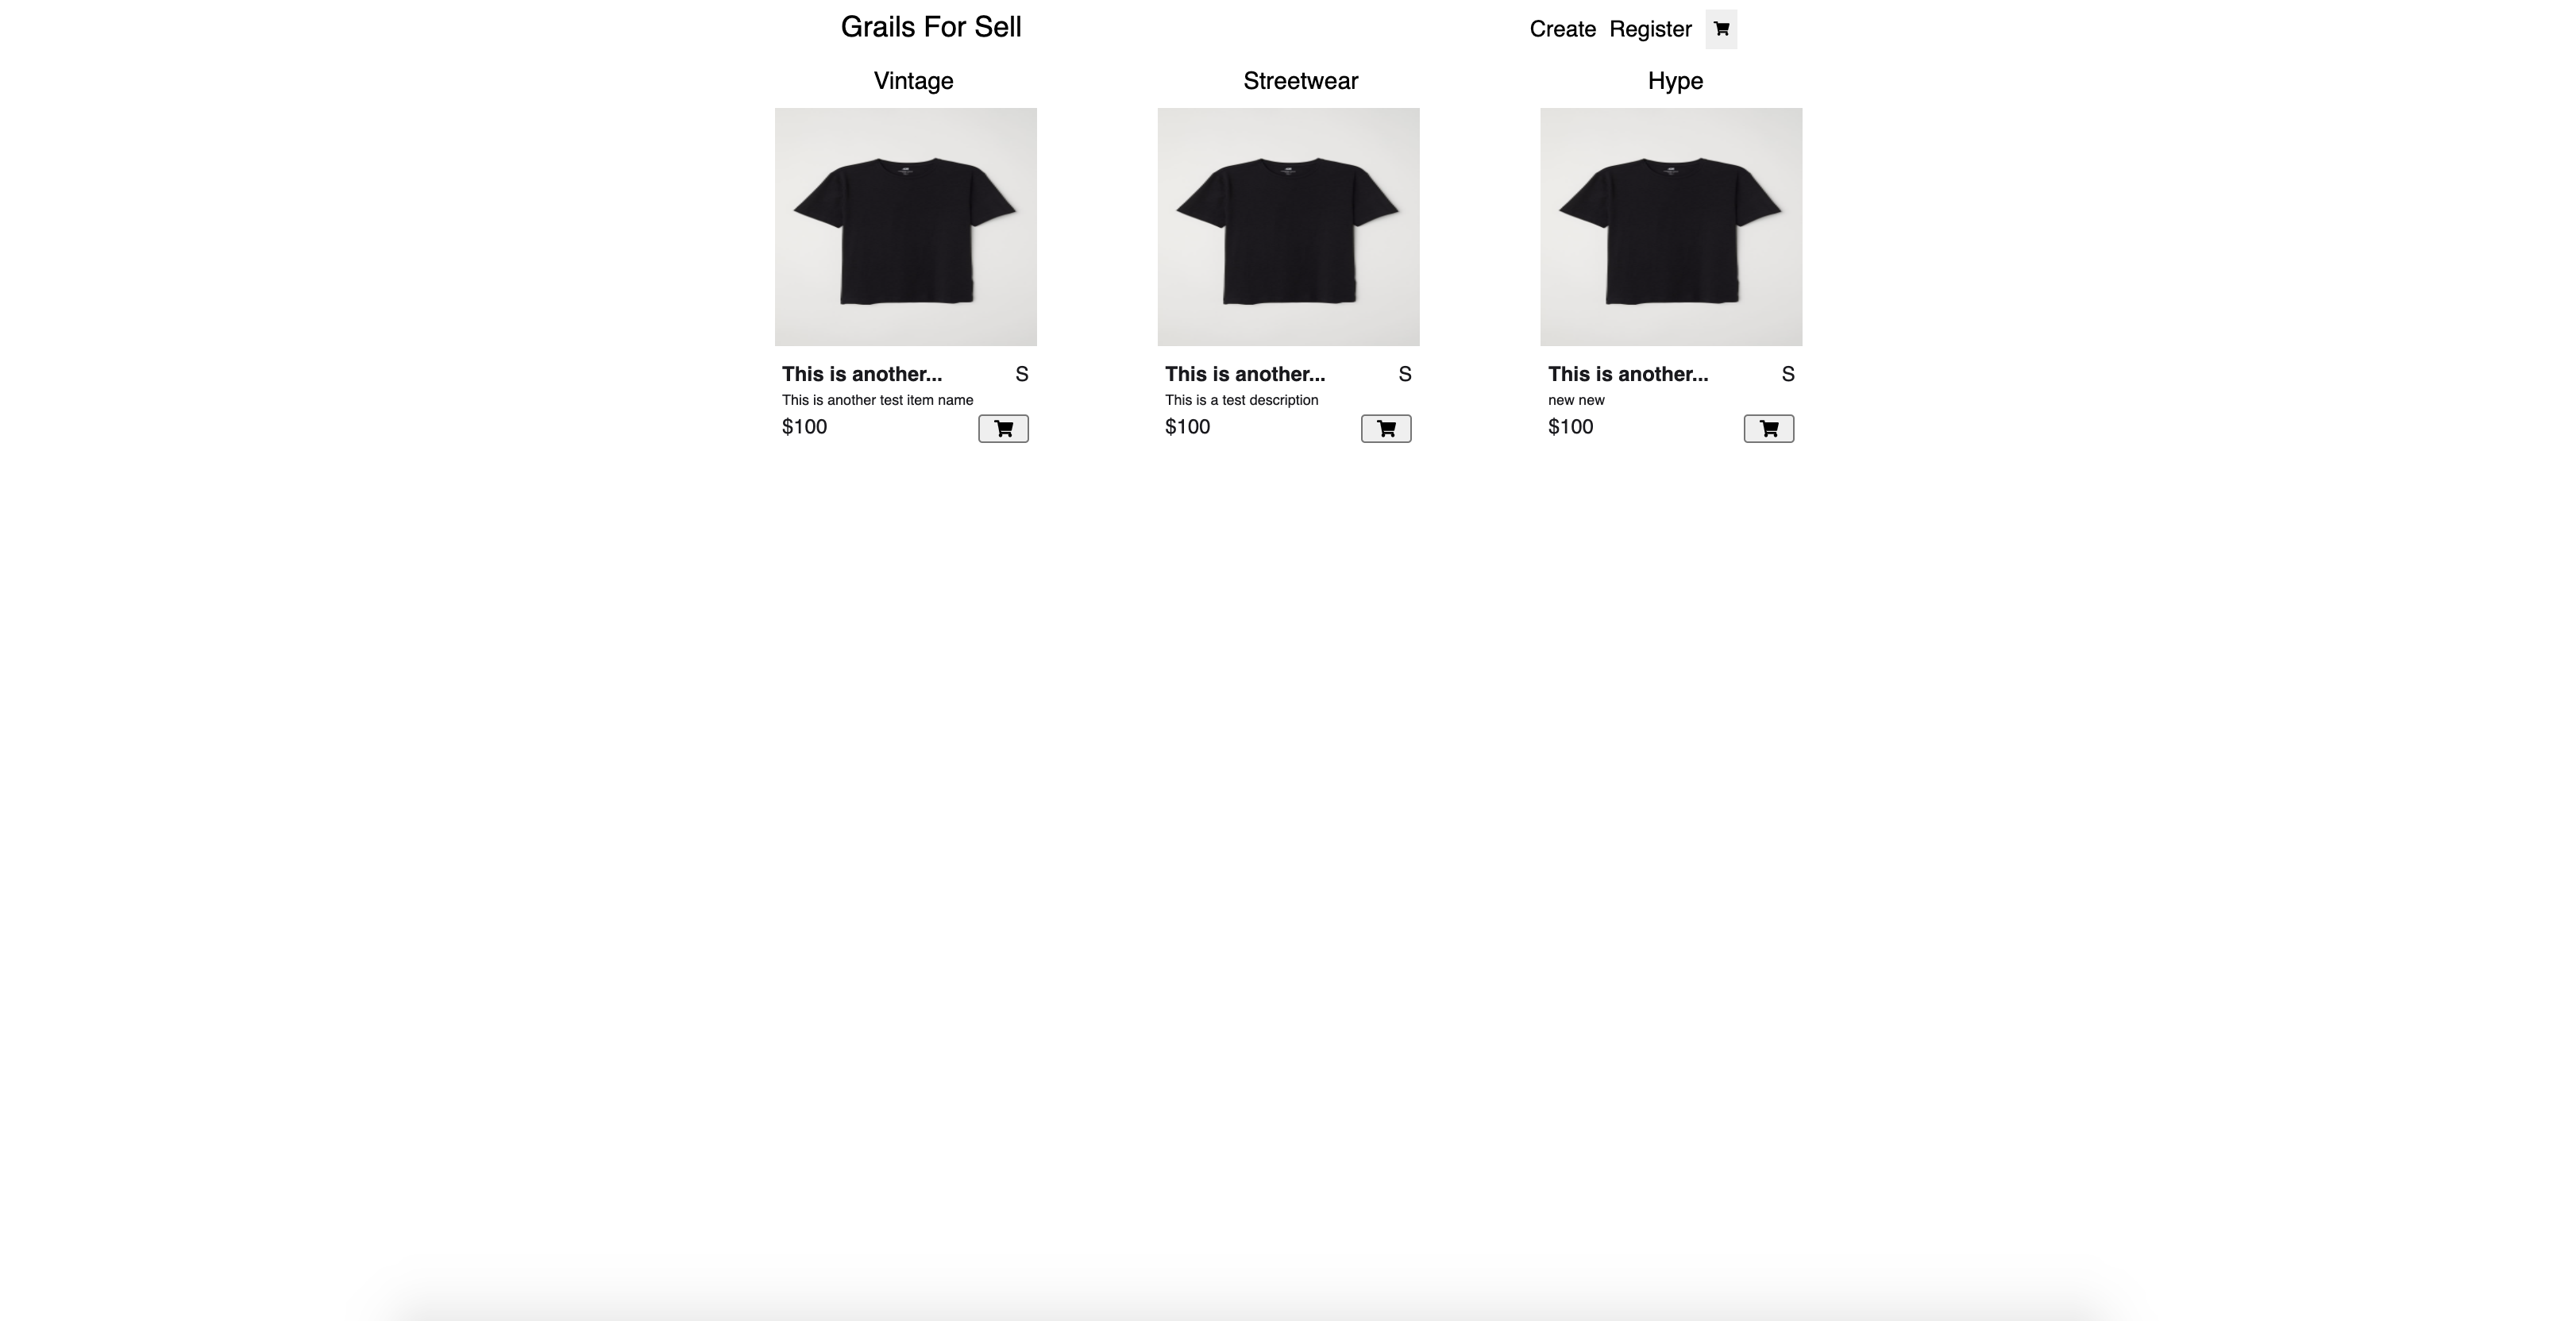 Grails For Sell
Create Register
Vintage Streetwear Hype
This is another... S
This is another test item name
$100
This is another... S
This is a test description
$100
This is another... S
new new
$100